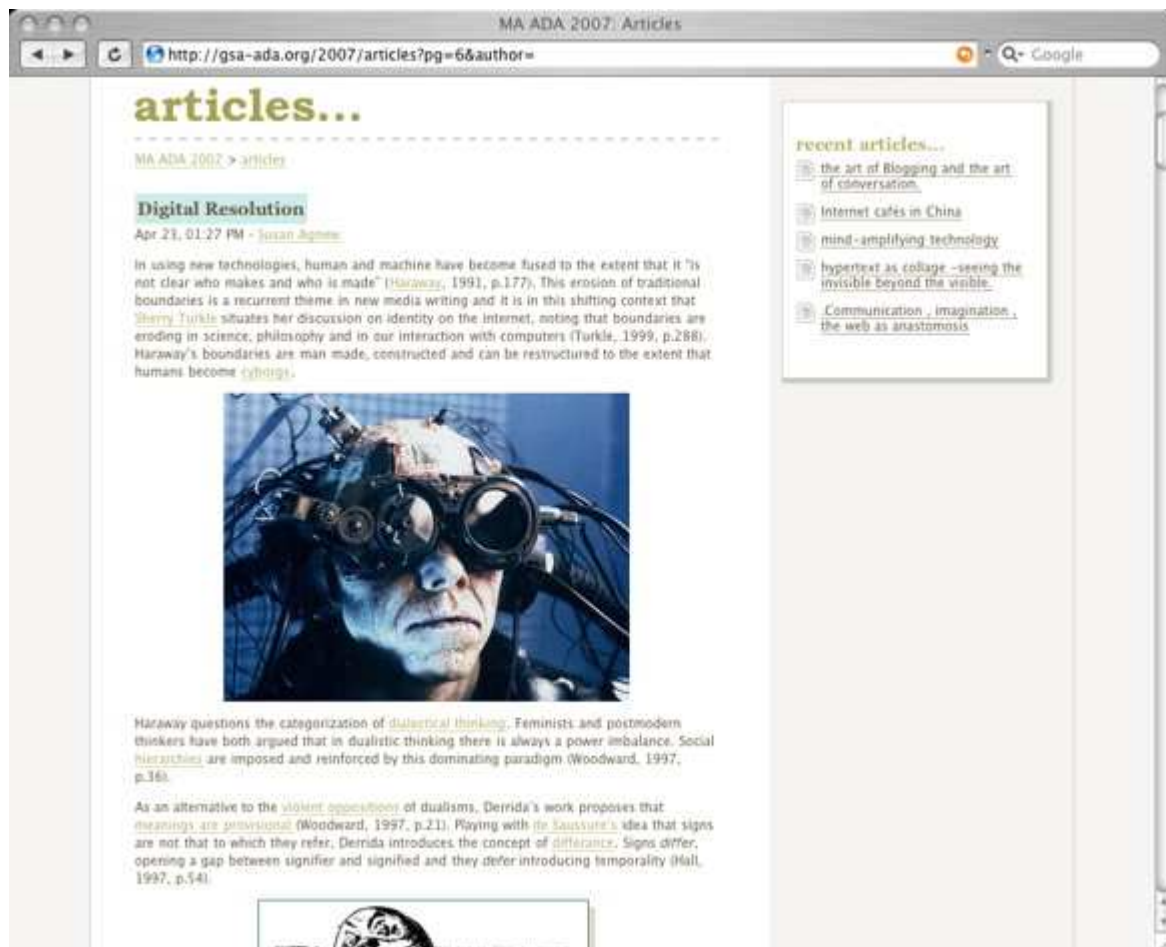 MA ADA 2007: Articles
http://gsa-ada.org/2007/articles?pg=6&author=
Google
articles...
MA ADA 2007 > articles
Digital Resolution
Apr 23, 01:27 PM - Susan Agnew
In using new technologies, human and machine have become fused to the extent that it "is
not clear who makes and who is made" (Haraway, 1991, p.177). This erosion of traditional
boundaries is a recurrent theme in new media writing and it is in this shifting context that
Sherry Turkle situates her discussion on identity on the internet, noting that boundaries are
eroding in science, philosophy and in our interaction with computers (Turkle, 1999, p.288).
Haraway's boundaries are man made, constructed and can be restructured to the extent that
humans become cyborgs.
Haraway questions the categorization of dialectical thinking. Feminists and postmodern
thinkers have both argued that in dualistic thinking there is always a power imbalance. Social
hierarchies are imposed and reinforced by this dominating paradigm (Woodward, 1997,
p.36).
As an alternative to the violent oppositions of dualisms, Derrida's work proposes that
meanings are provisional (Woodward, 1997, p.21). Playing with de Saussure's idea that signs
are not that to which they refer, Derrida introduces the concept of differance. Signs differ,
opening a gap between signifier and signified and they defer introducing temporality (Hall,
1997, p.54).
recent articles...
the art of Blogging and the art
of conversation.
Internet cafés in China
mind-amplifying technology
hypertext as collage -seeing the
invisible beyond the visible.
.Communication , imagination ,
the web as anastomosis